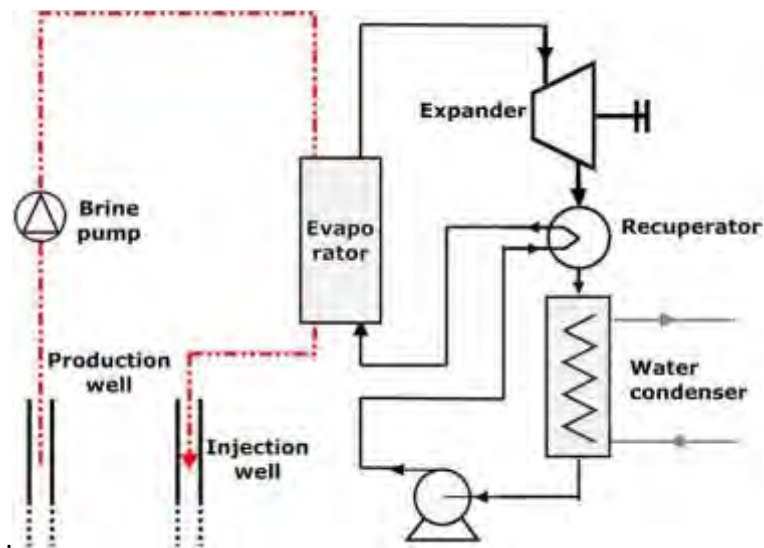 Expander
Brine
pump
Evapo
rator
Recuperator
Production
well
Water
condenser
Injection
well